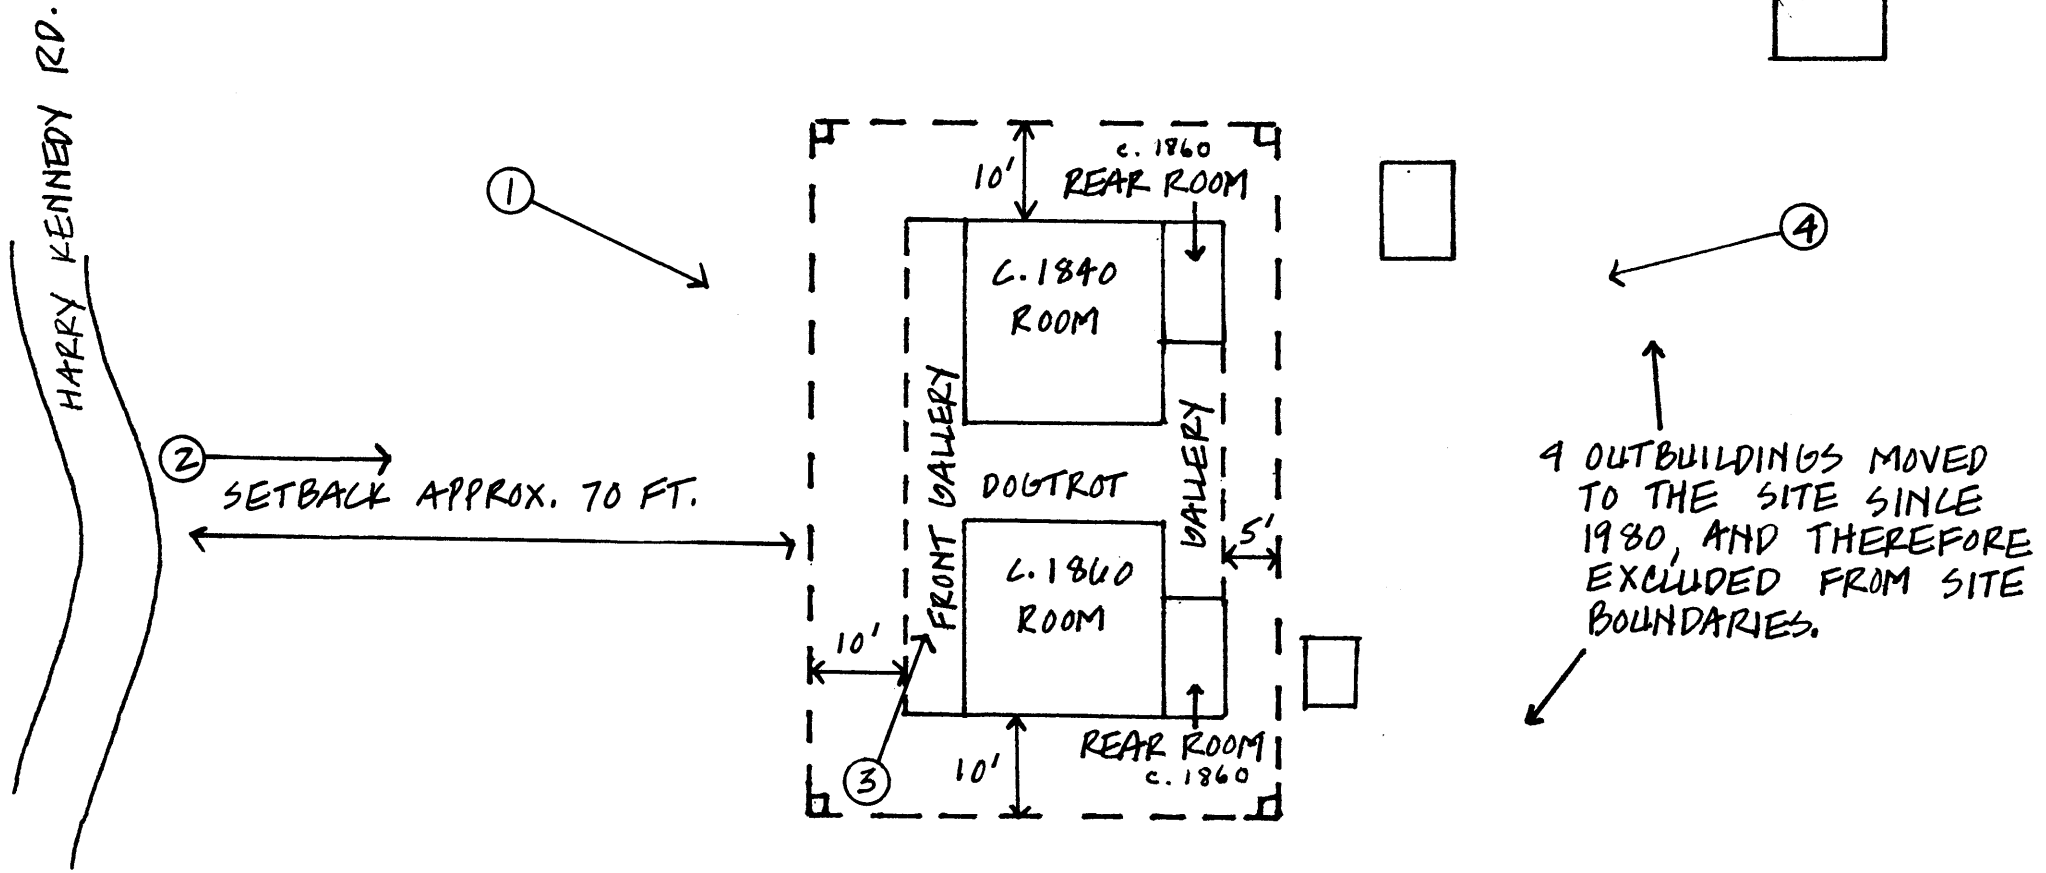 HARRY KENNEDY RD.
1
2
SETBACK APPROX. 70 FT.
10'
c. 1860
REAR ROOM
C. 1840
ROOM
FRONT GALLERY
DOGTROT
GALLERY
5'
C. 1860
ROOM
10'
3
10'
REAR ROOM
c. 1860
4
4 OUTBUILDINGS MOVED
TO THE SITE SINCE
1980, AND THEREFORE
EXCLUDED FROM SITE
BOUNDARIES.